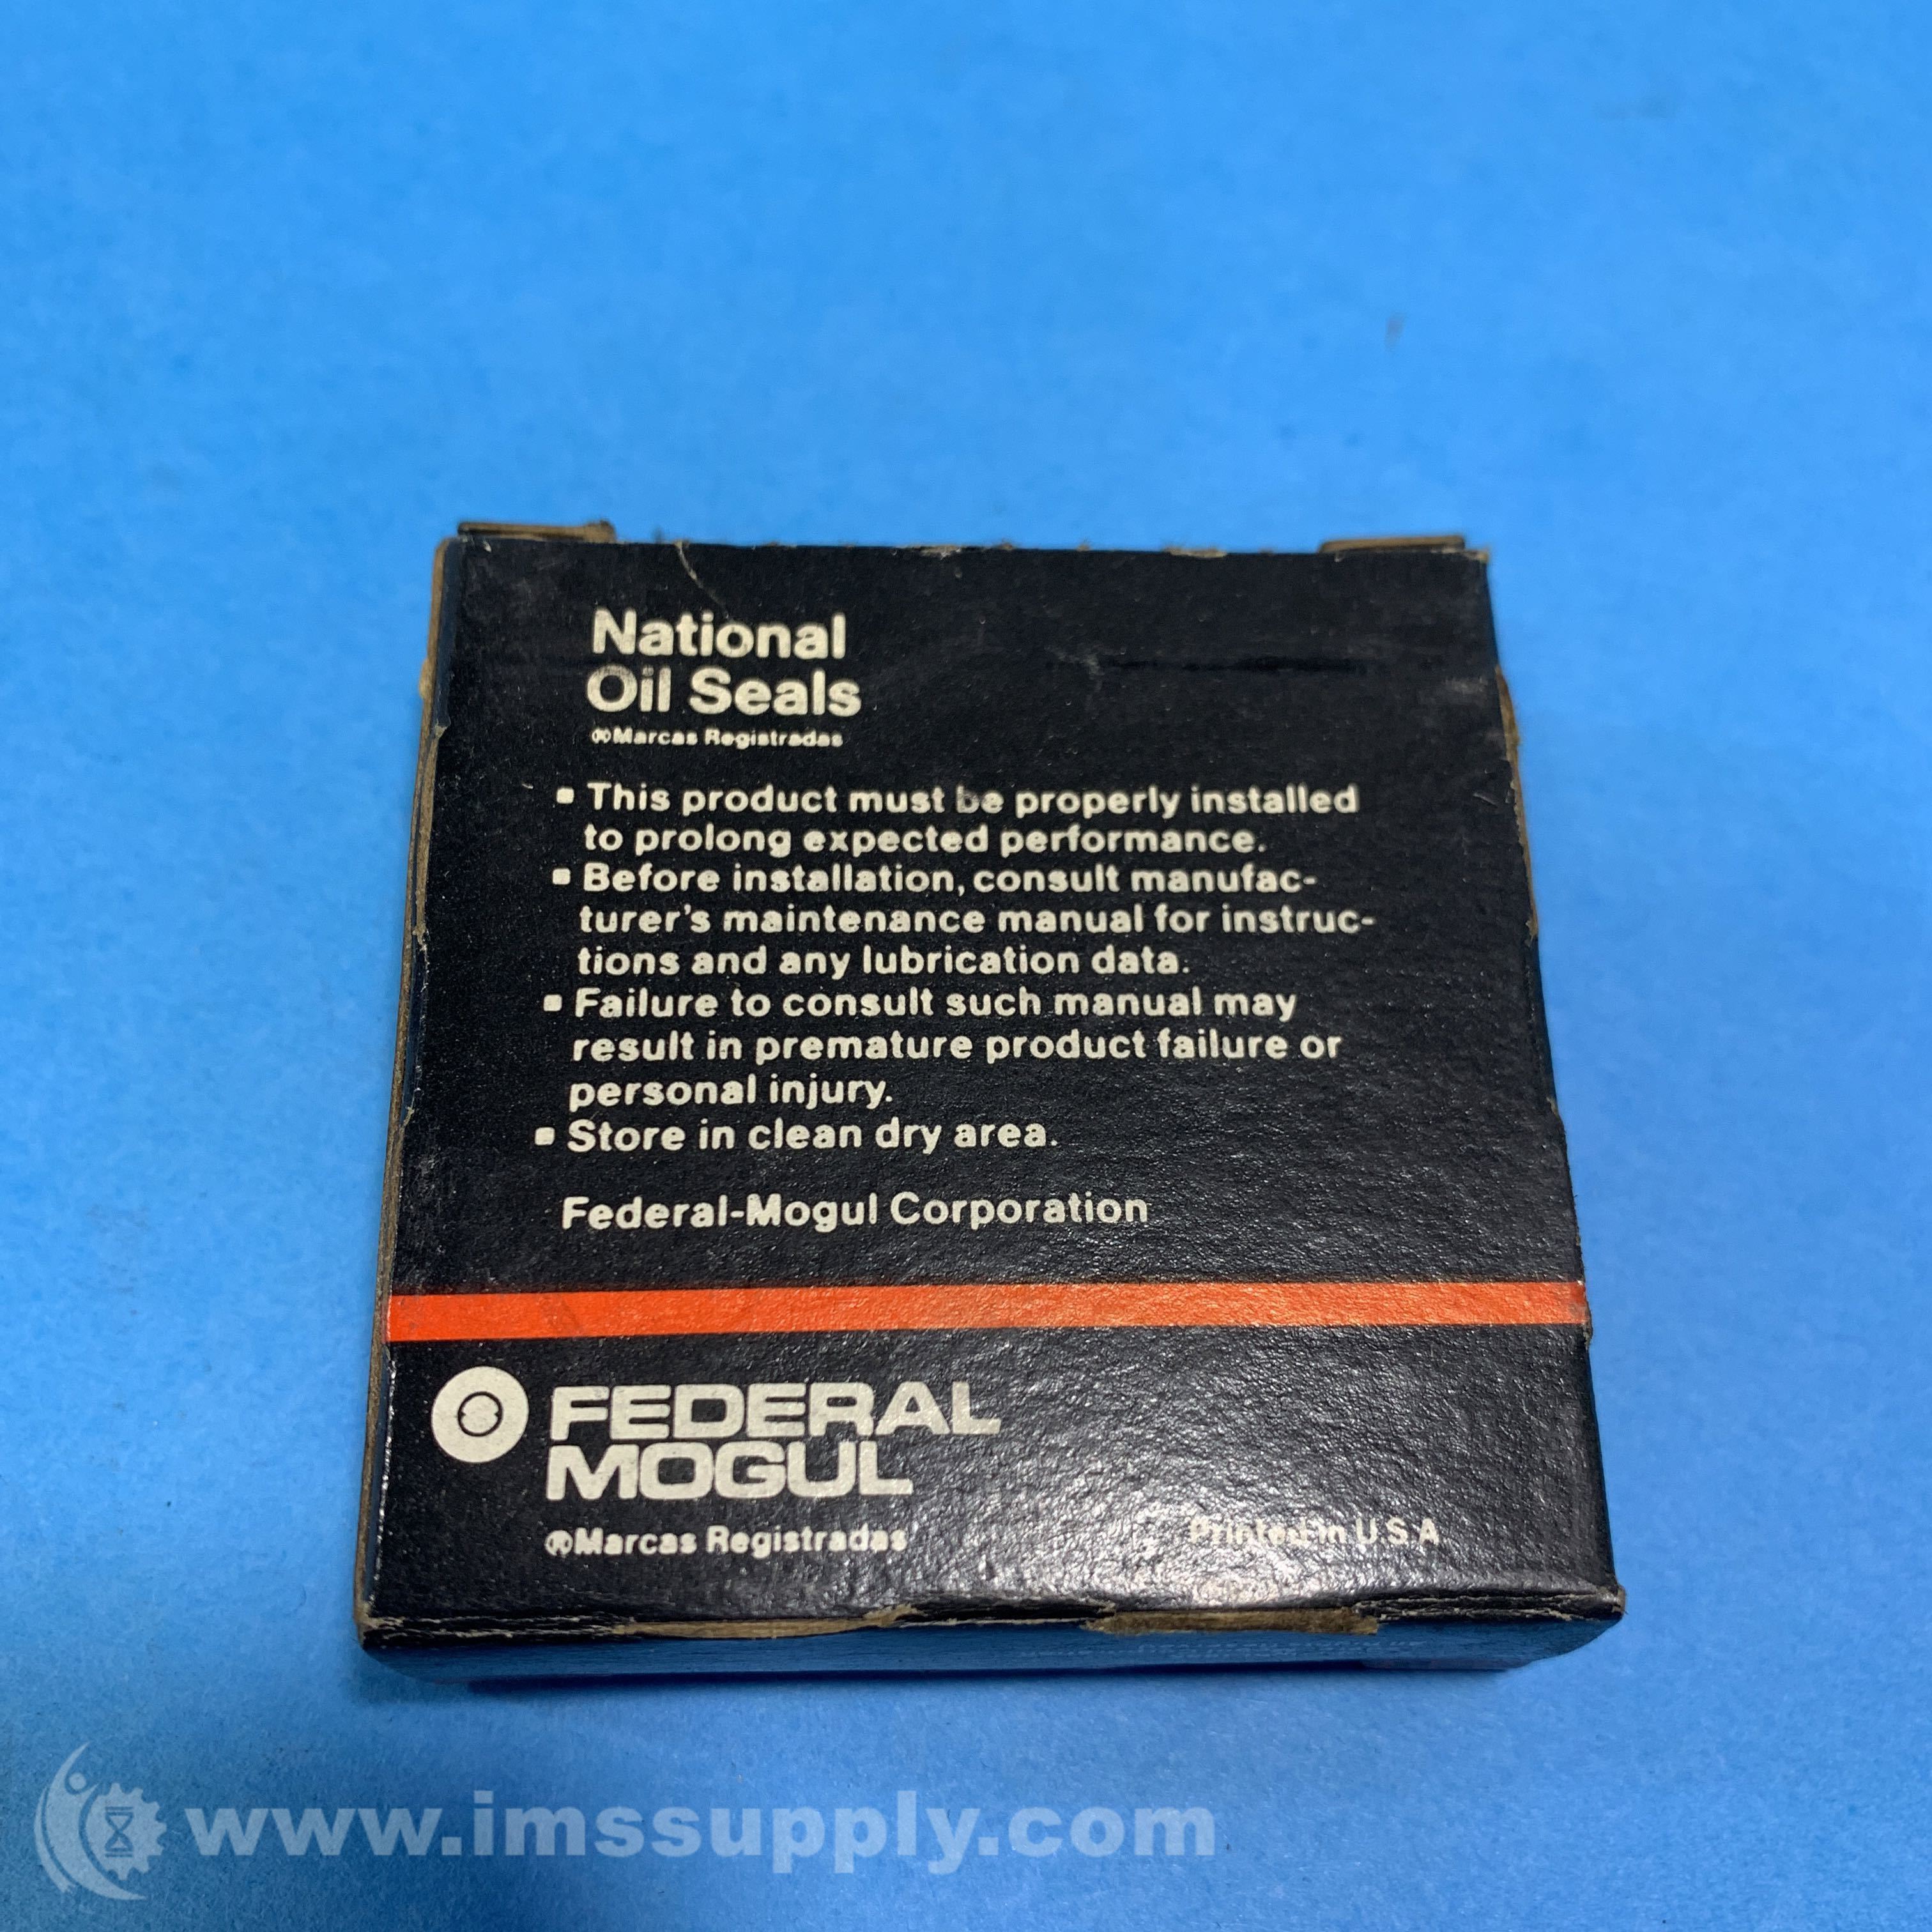 National
Oil Seals
®Marcas Registradas
▪ This product must be properly installed
to prolong expected performance.
▪ Before installation, consult manufac-
turer's maintenance manual for instruc-
tions and any lubrication data.
▪ Failure to consult such manual may
result in premature product failure or
personal injury.
▪ Store in clean dry area.
Federal-Mogul Corporation
FEDERAL
MOGUL
®Marcas Registradas
Printed in U.S.A
www.imssupply.com